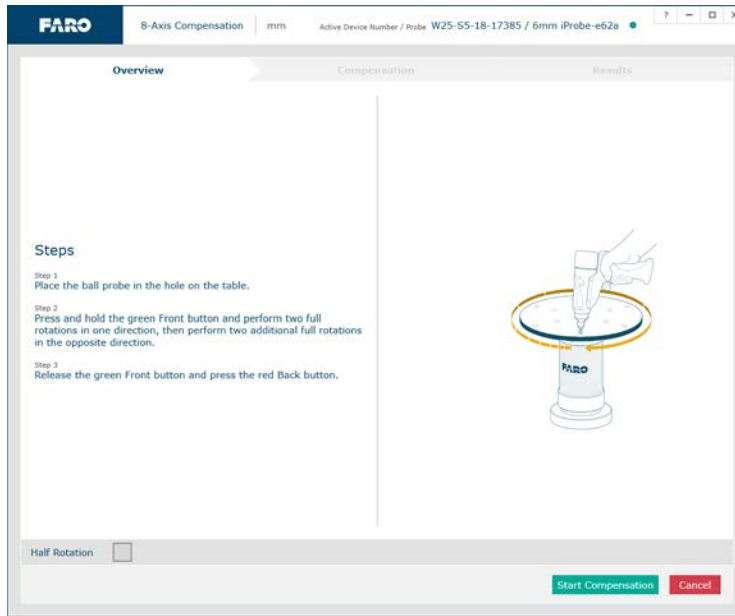 FARO
8-Axis Compensation
mm
Active Device Number / Probe W25-S5-18-17385 / 6mm iProbe-e62a
Overview
Compensation
Results
Steps
Step 1
Place the ball probe in the hole on the table.
Step 2
Press and hold the green Front button and perform two full
rotations in one direction, then perform two additional full rotations
in the opposite direction.
Step 3
Release the green Front button and press the red Back button.
FARO
Half Rotation
Start Compensation
Cancel